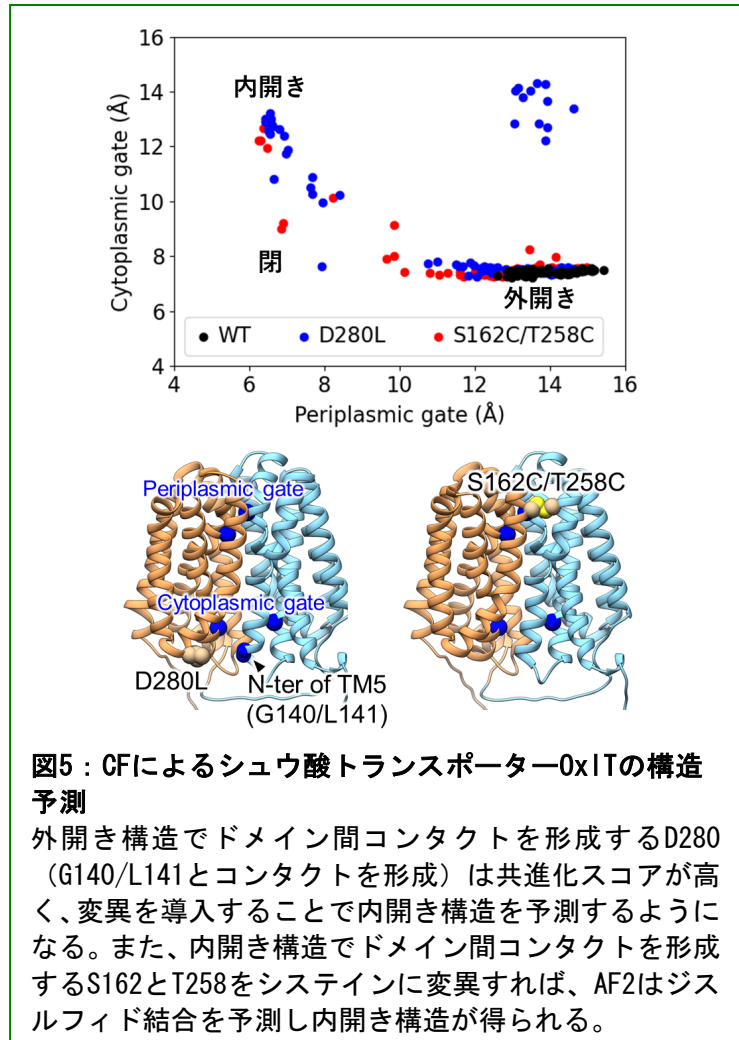 16
14
12
10
8
6
4
Cytoplasmic gate (Å)
内開き
閉
外開き
WT D280L S162C/T258C
4 6 8 10 12 14 16
Periplasmic gate (Å)
Periplasmic gate
Cytoplasmic gate
D280L
N-ter of TM5
(G140/L141)
S162C/T258C
図5：CFによるシュウ酸トランスポーターOxlTの構造
予測
外開き構造でドメイン間コンタクトを形成するD280
（G140/L141とコンタクトを形成）は共進化スコアが高
く、変異を導入することで内開き構造を予測するように
なる。また、内開き構造でドメイン間コンタクトを形成
するS162とT258をシステインに変異すれば、AF2はジス
ルフィド結合を予測し内開き構造が得られる。